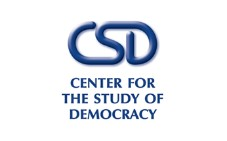 CSD
CENTER FOR
THE STUDY OF
DEMOCRACY